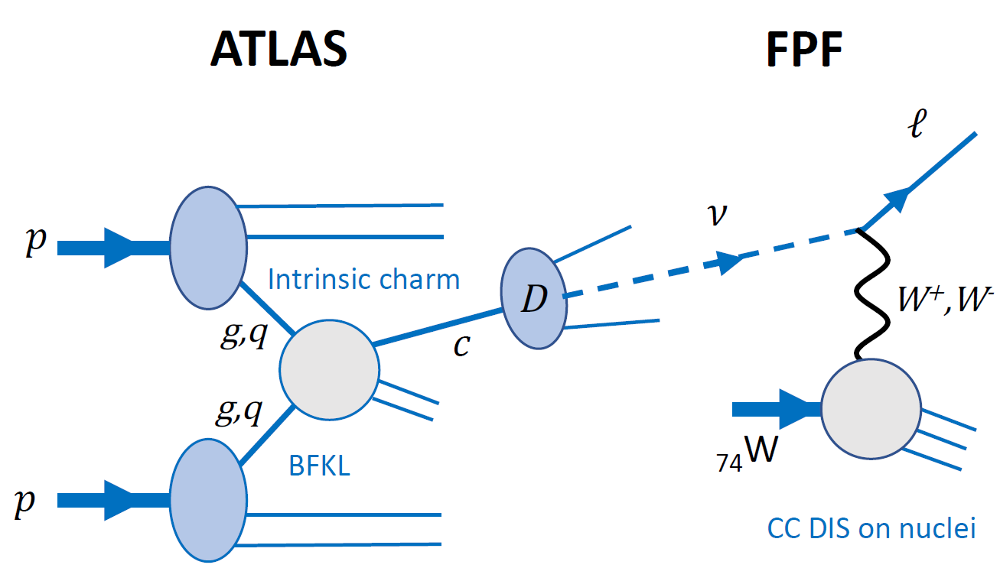 ATLAS
FPF
ℓ
ν
p
Intrinsic charm
D
W⁺,W⁻
g,q
c
g,q
₇₄W
BFKL
p
CC DIS on nuclei